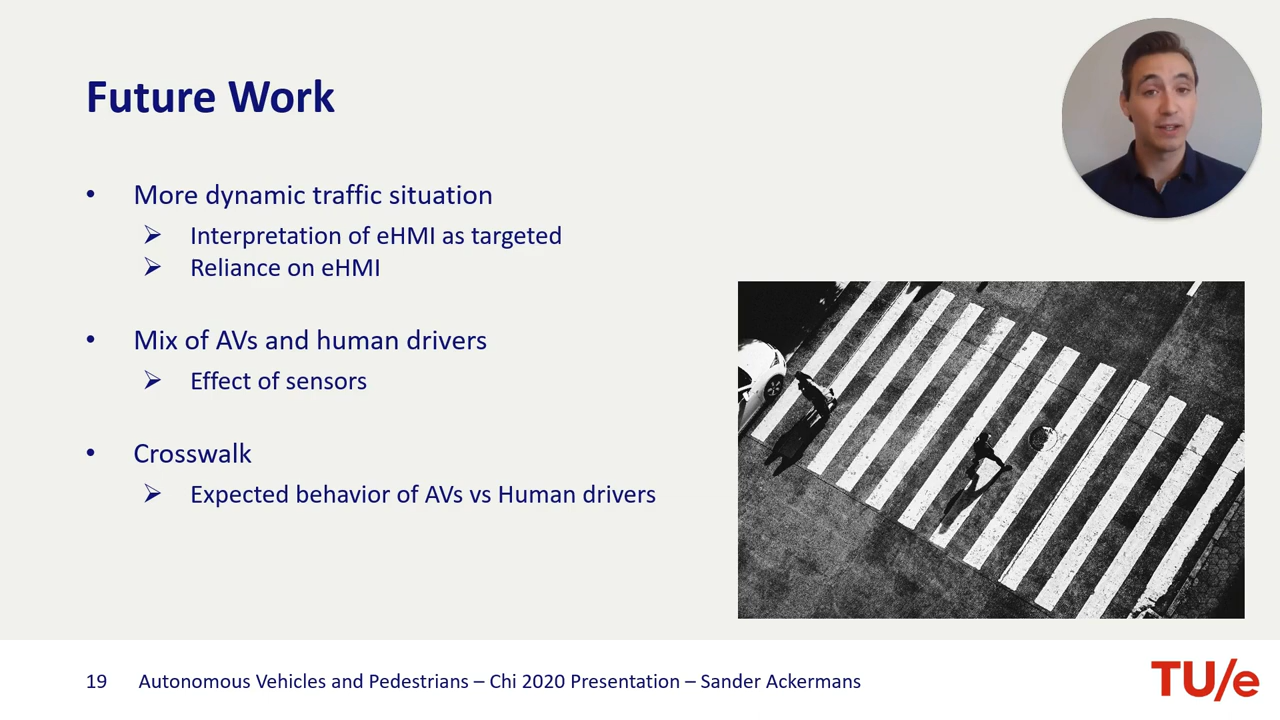 Future Work
• More dynamic traffic situation
➢ Interpretation of eHMI as targeted
➢ Reliance on eHMI
• Mix of AVs and human drivers
➢ Effect of sensors
• Crosswalk
➢ Expected behavior of AVs vs Human drivers
19 Autonomous Vehicles and Pedestrians – Chi 2020 Presentation – Sander Ackermans
TU/e